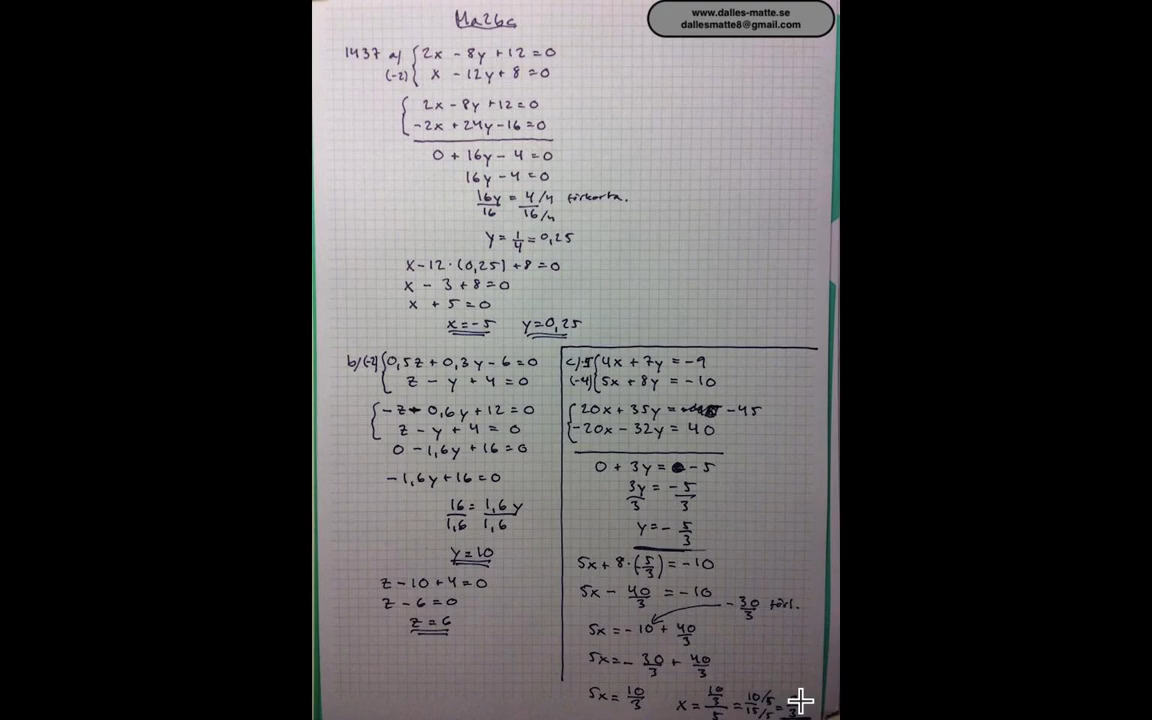 www.dalles-matte.se
dallesmatte8@gmail.com
Ma2bc
1437 a) 2x - 8y + 12 = 0
(-2) x - 12y + 8 = 0
2x - 8y + 12 = 0
-2x + 24y - 16 = 0
0 + 16y - 4 = 0
16y - 4 = 0
16y/16 = 4/4 / 16/4 förkorta.
y = 1/4 = 0,25
x - 12 · (0,25) + 8 = 0
x - 3 + 8 = 0
x + 5 = 0
x = -5 y = 0,25
b) (-2) 0,5z + 0,3y - 6 = 0
z - y + 4 = 0
-z - 0,6y + 12 = 0
z - y + 4 = 0
0 - 1,6y + 16 = 0
-1,6y + 16 = 0
16/1,6 = 1,6y/1,6
y = 10
z - 10 + 4 = 0
z - 6 = 0
z = 6
c) ·5 4x + 7y = -9
(-4) 5x + 8y = -10
20x + 35y = -45
-20x - 32y = 40
0 + 3y = -5
3y/3 = -5/3
y = - 5/3
5x + 8 · (5/3) = -10
5x - 40/3 = -10
- 30/3 förl.
5x = -10 + 40/3
5x = - 30/3 + 40/3
5x = 10/3 x = 10/3 / 5 = 10/5 / 15/5 =